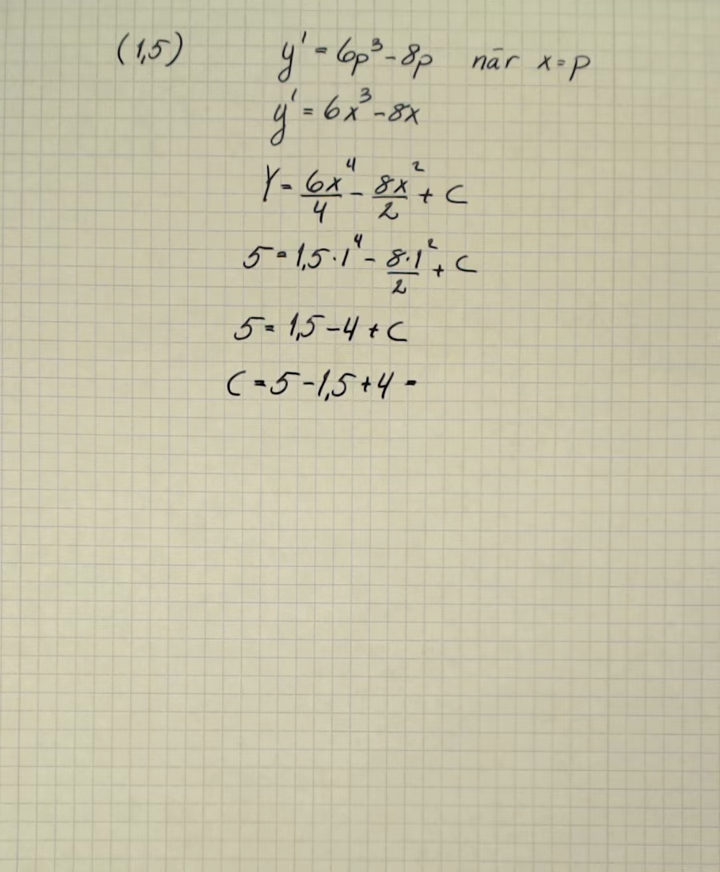 (1,5) y' = 6p³ - 8p när x = p
y' = 6x³ - 8x
Y = 6x⁴/4 - 8x²/2 + C
5 = 1,5 · 1⁴ - 8·1²/2 + C
5 = 1,5 - 4 + C
C = 5 - 1,5 + 4 =